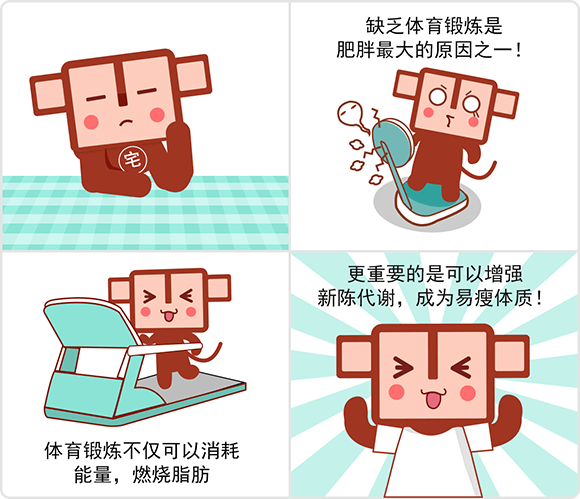 宅
缺乏体育锻炼是
肥胖最大的原因之一！
体育锻炼不仅可以消耗
能量，燃烧脂肪
更重要的是可以增强
新陈代谢，成为易瘦体质！